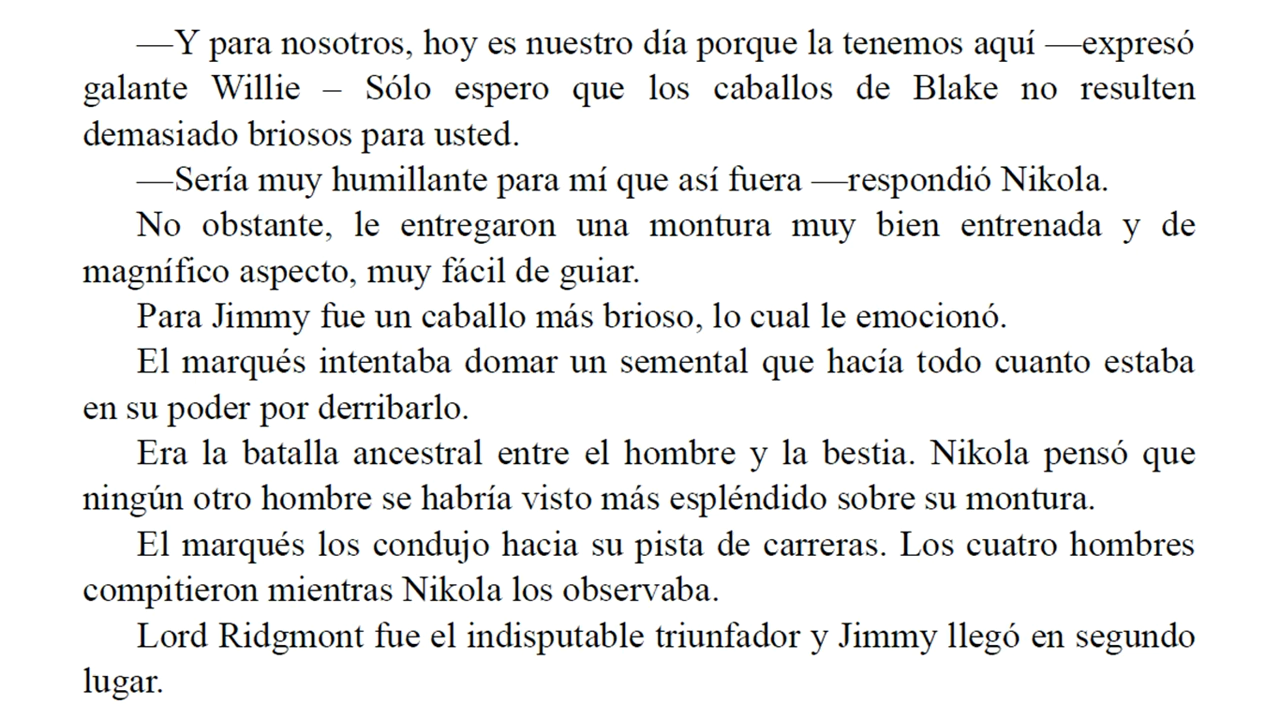 —Y para nosotros, hoy es nuestro día porque la tenemos aquí —expresó
galante Willie – Sólo espero que los caballos de Blake no resulten
demasiado briosos para usted.
—Sería muy humillante para mí que así fuera —respondió Nikola.
No obstante, le entregaron una montura muy bien entrenada y de
magnífico aspecto, muy fácil de guiar.
Para Jimmy fue un caballo más brioso, lo cual le emocionó.
El marqués intentaba domar un semental que hacía todo cuanto estaba
en su poder por derribarlo.
Era la batalla ancestral entre el hombre y la bestia. Nikola pensó que
ningún otro hombre se habría visto más espléndido sobre su montura.
El marqués los condujo hacia su pista de carreras. Los cuatro hombres
compitieron mientras Nikola los observaba.
Lord Ridgmont fue el indisputable triunfador y Jimmy llegó en segundo
lugar.